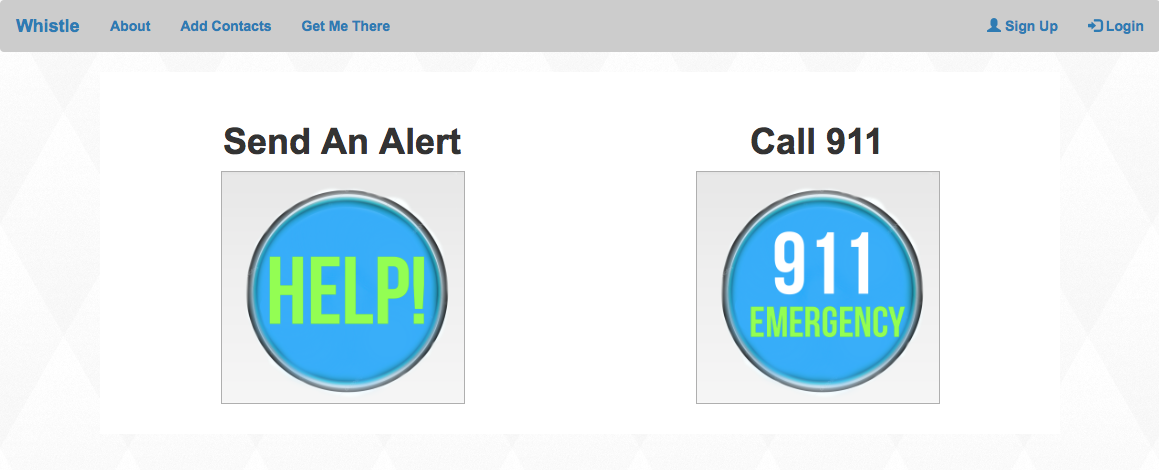 Whistle About Add Contacts Get Me There Sign Up Login
Send An Alert
HELP!
Call 911
911
EMERGENCY